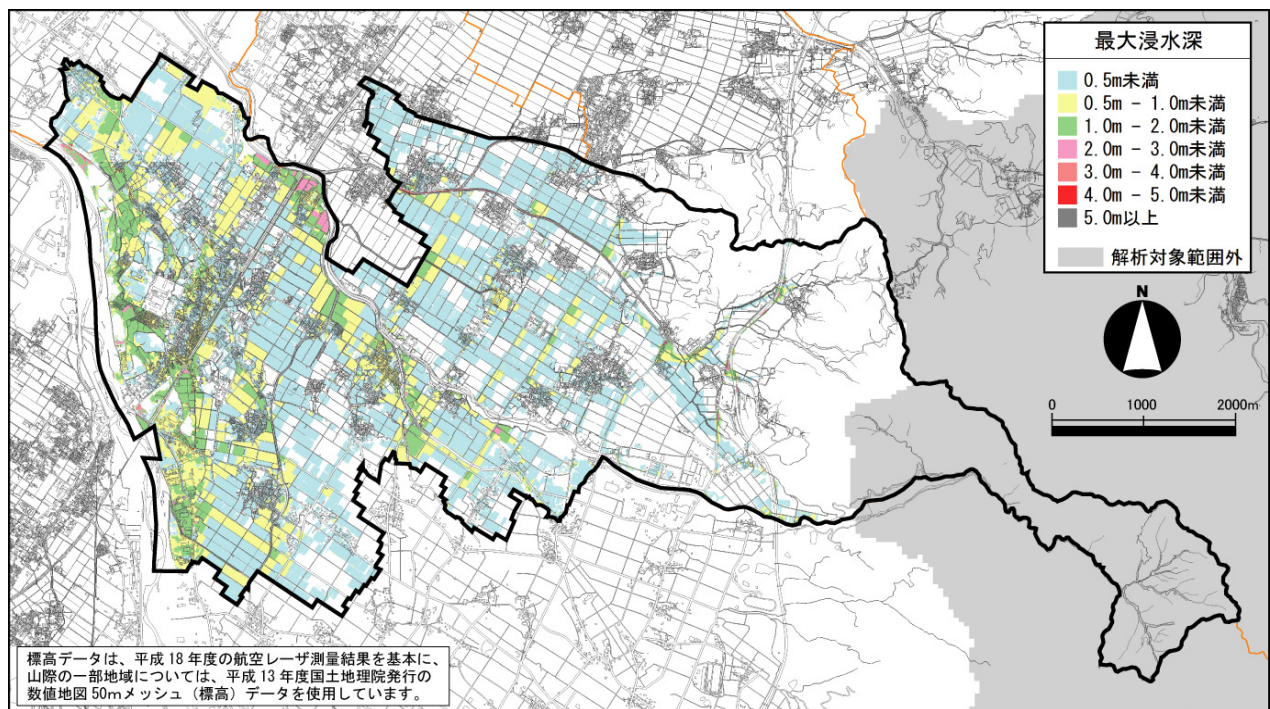 最大浸水深
0.5m未満
0.5m - 1.0m未満
1.0m - 2.0m未満
2.0m - 3.0m未満
3.0m - 4.0m未満
4.0m - 5.0m未満
5.0m以上
解析対象範囲外
N
0 1000 2000m
標高データは、平成18年度の航空レーザ測量結果を基本に、
山際の一部地域については、平成13年度国土地理院発行の
数値地図50mメッシュ（標高）データを使用しています。